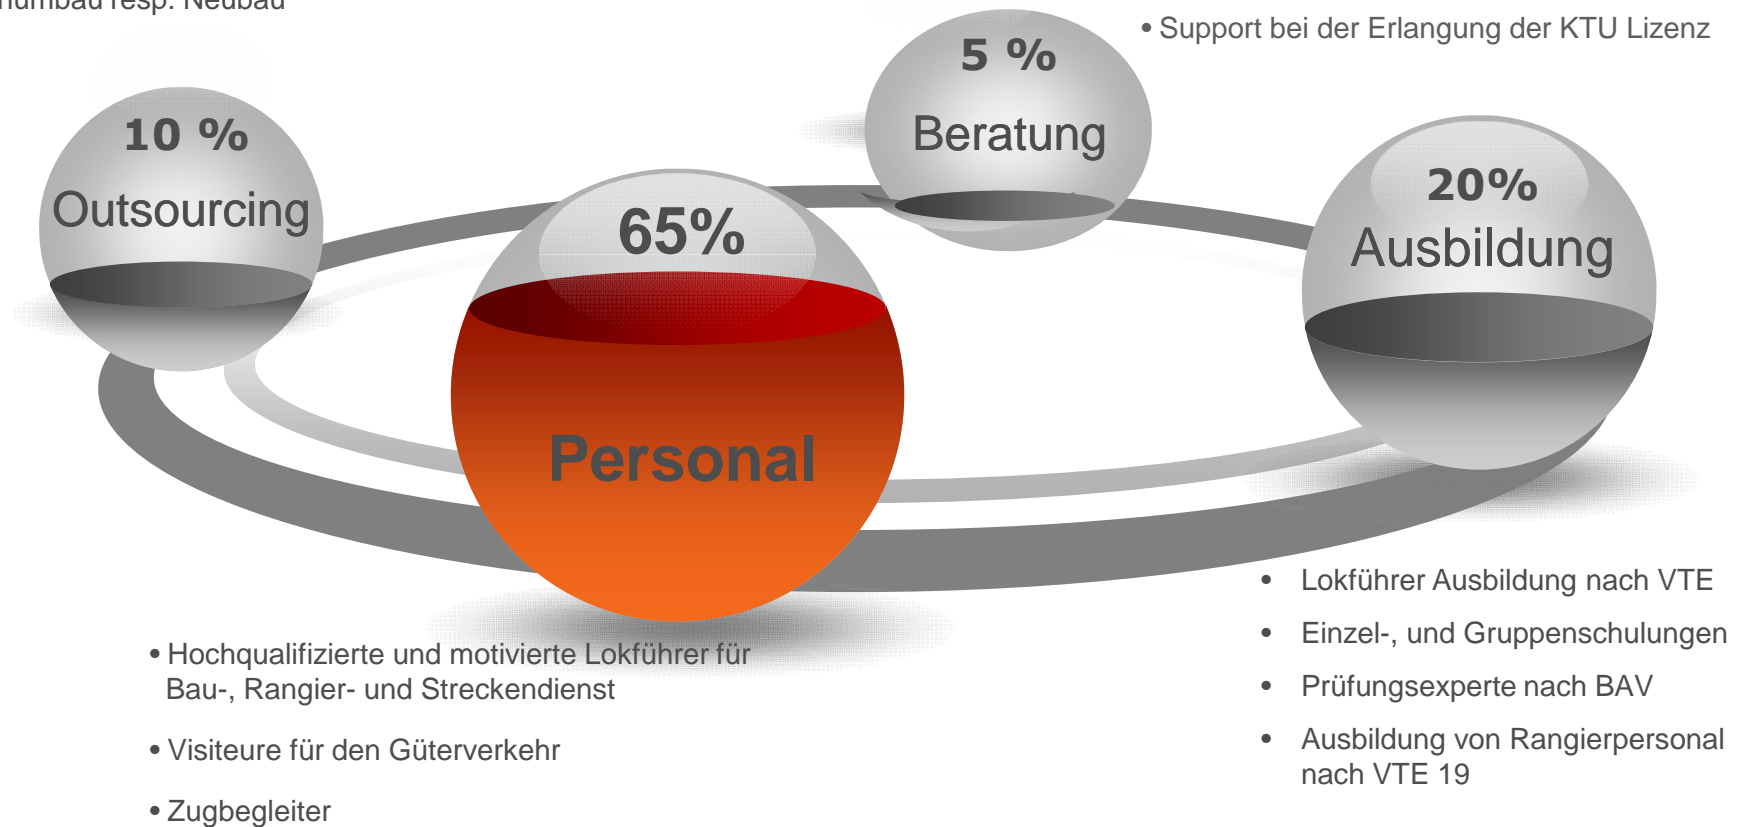 resp. Neubau
• Support bei der Erlangung der KTU Lizenz
5 %
Beratung
10 %
Outsourcing
20%
Ausbildung
65%
Personal
• Hochqualifizierte und motivierte Lokführer für
Bau-, Rangier- und Streckendienst
• Visiteure für den Güterverkehr
• Zugbegleiter
• Lokführer Ausbildung nach VTE
• Einzel-, und Gruppenschulungen
• Prüfungsexperte nach BAV
• Ausbildung von Rangierpersonal
nach VTE 19